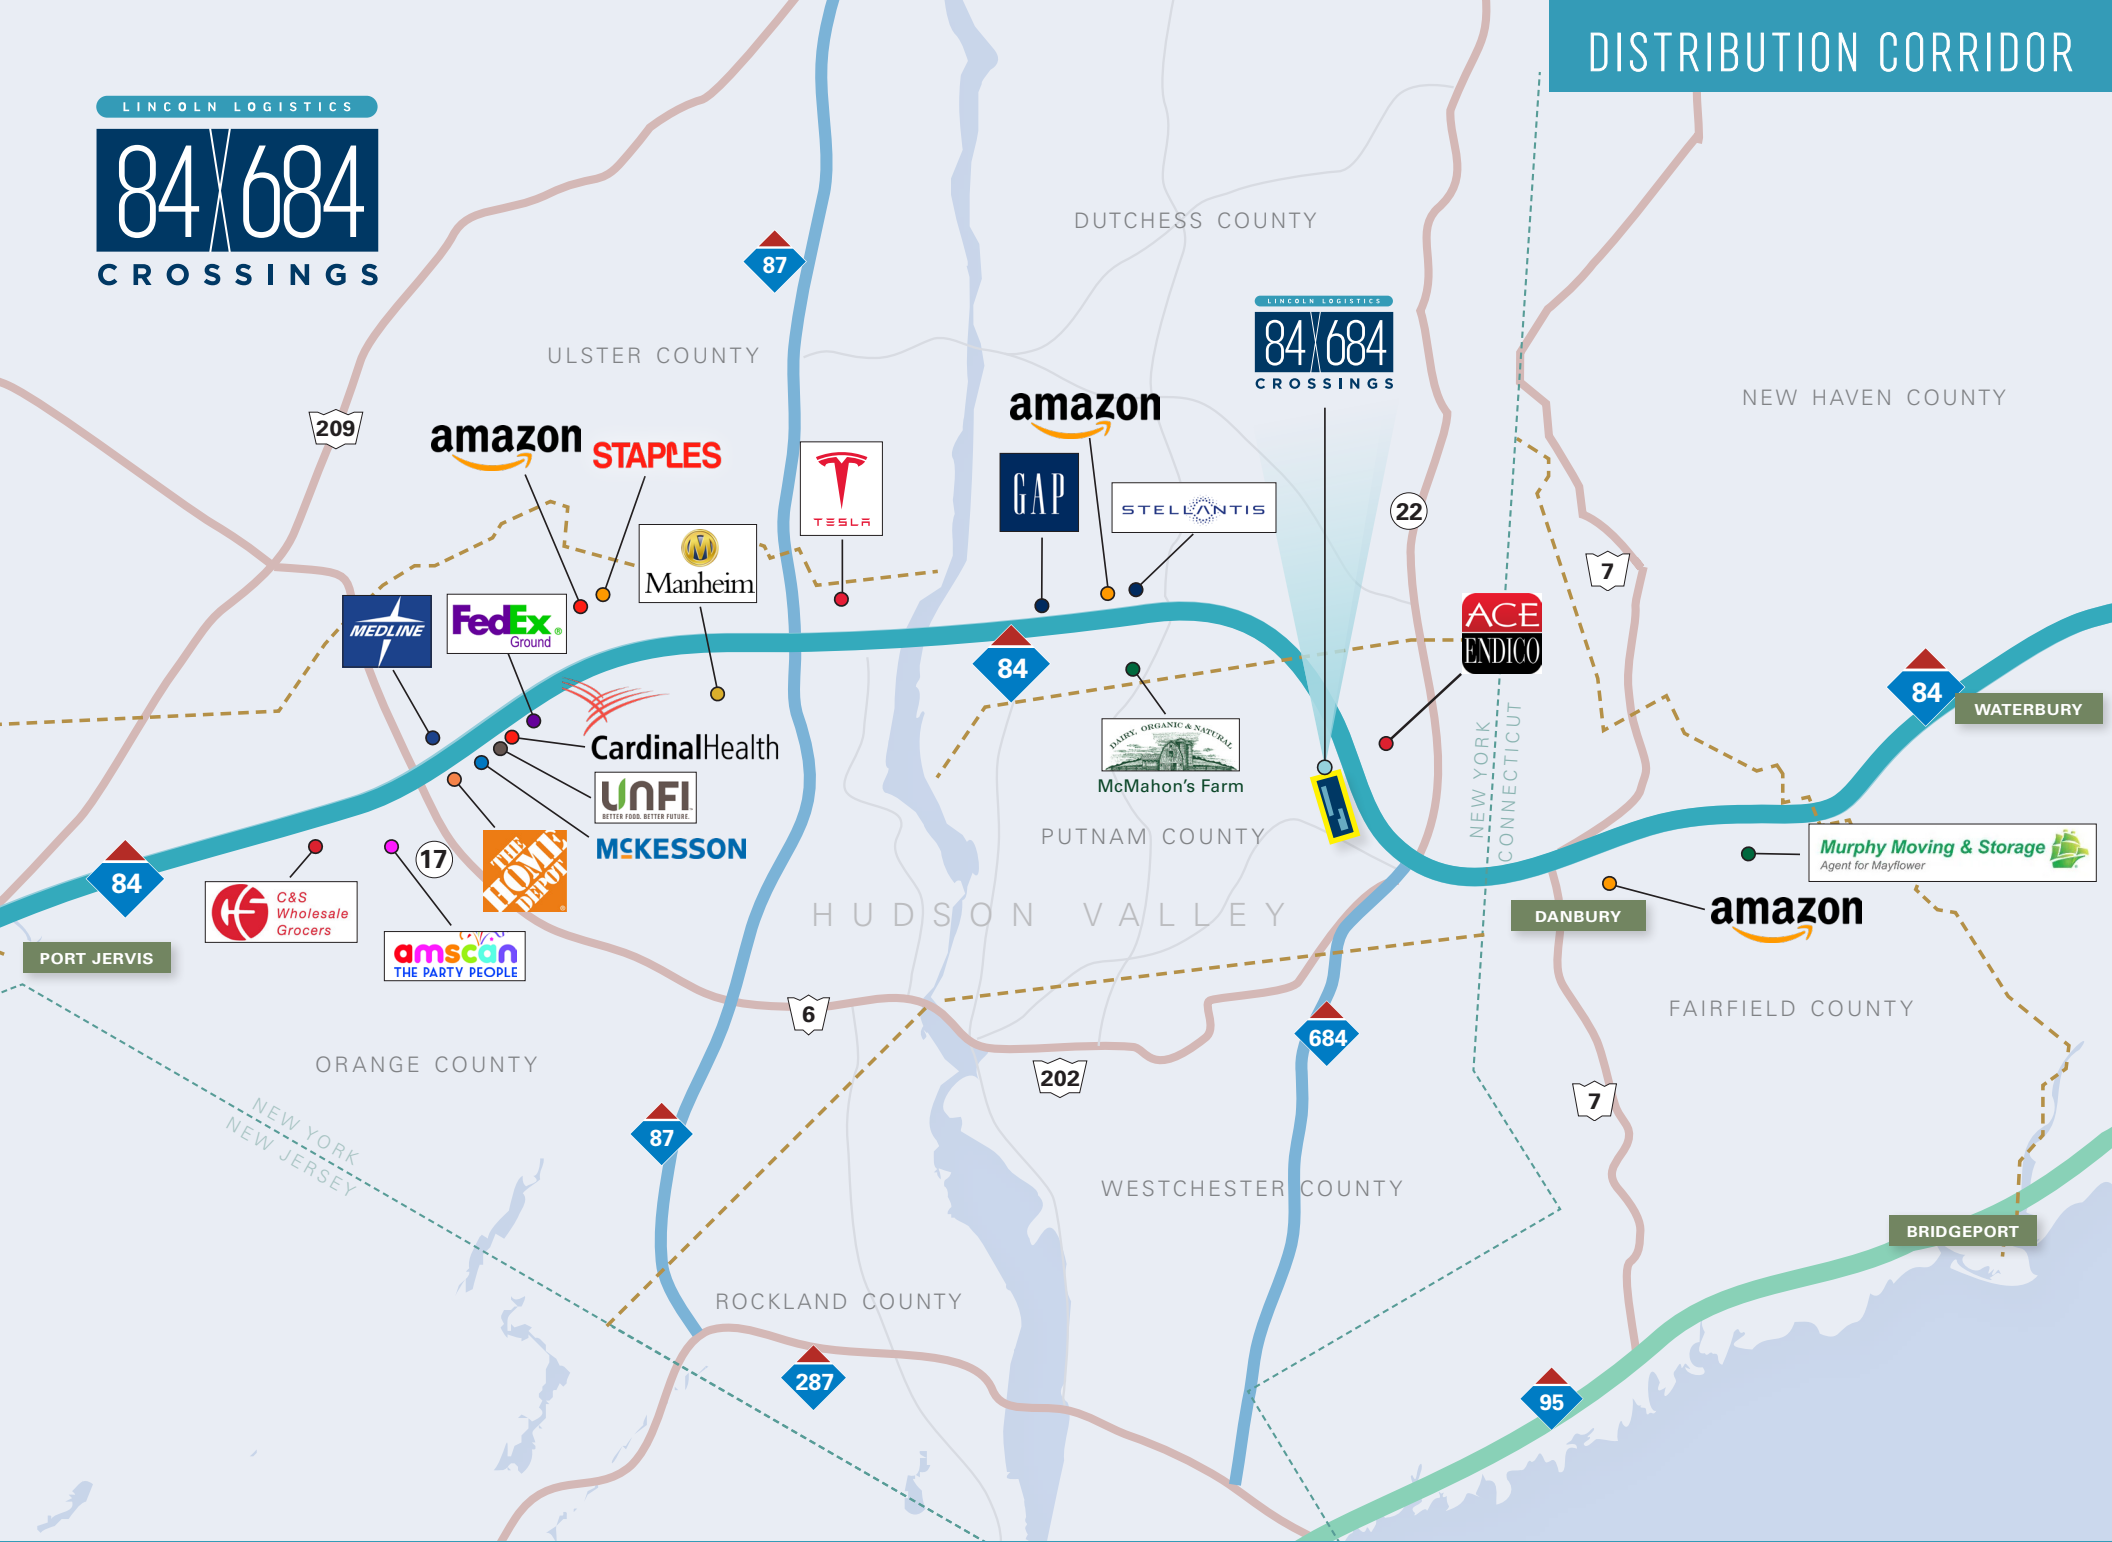 DISTRIBUTION CORRIDOR
LINCOLN LOGISTICS
84 684
CROSSINGS
DUTCHESS COUNTY
87
LINCOLN LOGISTICS
84 684
CROSSINGS
ULSTER COUNTY
NEW HAVEN COUNTY
209
amazon
STAPLES
amazon
TESLA
GAP
STELLANTIS
22
7
Manheim
MEDLINE
FedEx®
Ground
ACE
ENDICO
84
84
WATERBURY
DAIRY, ORGANIC & NATURAL
McMahon's Farm
NEW YORK
CONNECTICUT
CardinalHealth
UNFI
BETTER FOOD. BETTER FUTURE.
MCKESSON
THE
HOME
DEPOT
17
84
C&S
Wholesale
Grocers
amscan
THE PARTY PEOPLE
PORT JERVIS
PUTNAM COUNTY
HUDSON VALLEY
Murphy Moving & Storage
Agent for Mayflower
DANBURY
amazon
6
202
684
FAIRFIELD COUNTY
ORANGE COUNTY
NEW YORK
NEW JERSEY
87
7
WESTCHESTER COUNTY
BRIDGEPORT
ROCKLAND COUNTY
287
95